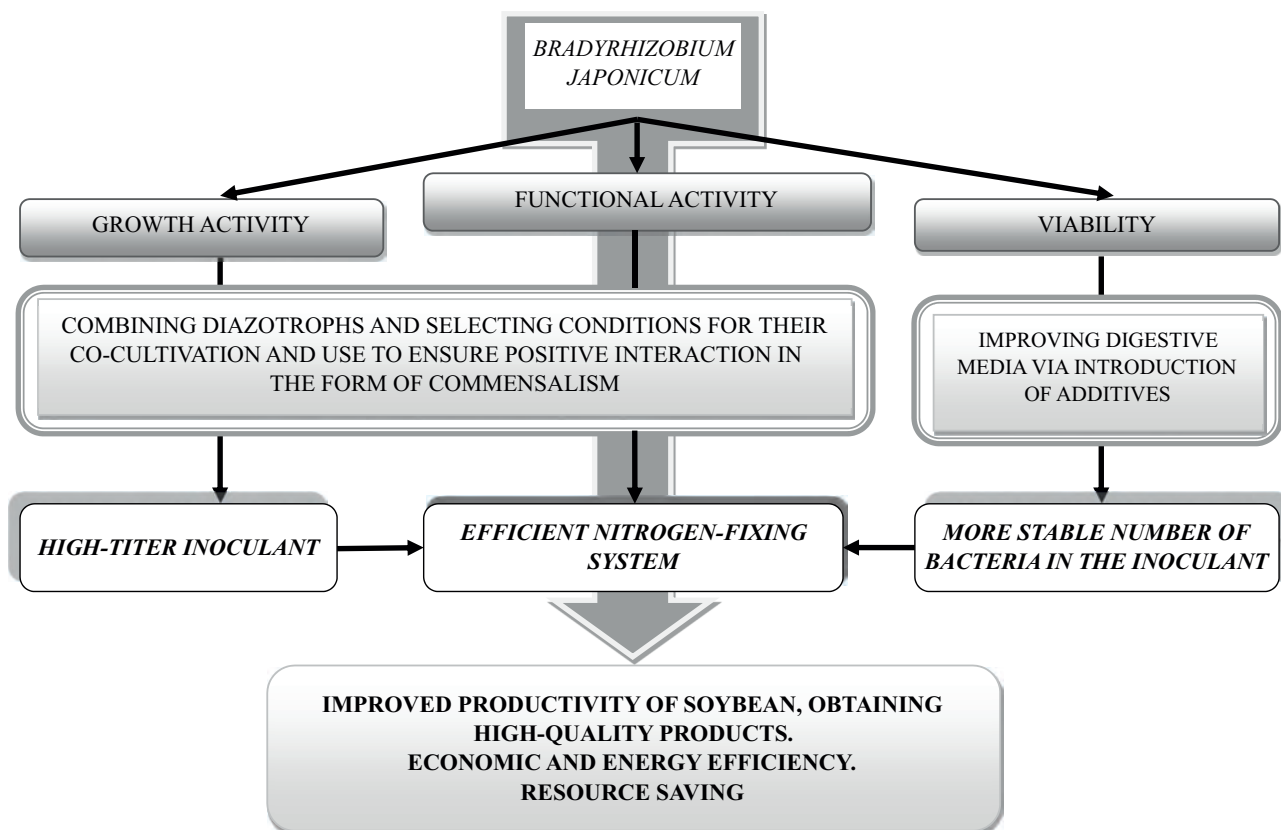 BRADYRHIZOBIUM
JAPONICUM
GROWTH ACTIVITY
FUNCTIONAL ACTIVITY
VIABILITY
COMBINING DIAZOTROPHS AND SELECTING CONDITIONS FOR THEIR
CO-CULTIVATION AND USE TO ENSURE POSITIVE INTERACTION IN
THE FORM OF COMMENSALISM
IMPROVING DIGESTIVE
MEDIA VIA INTRODUCTION
OF ADDITIVES
HIGH-TITER INOCULANT
EFFICIENT NITROGEN-FIXING
SYSTEM
MORE STABLE NUMBER OF
BACTERIA IN THE INOCULANT
IMPROVED PRODUCTIVITY OF SOYBEAN, OBTAINING
HIGH-QUALITY PRODUCTS.
ECONOMIC AND ENERGY EFFICIENCY.
RESOURCE SAVING